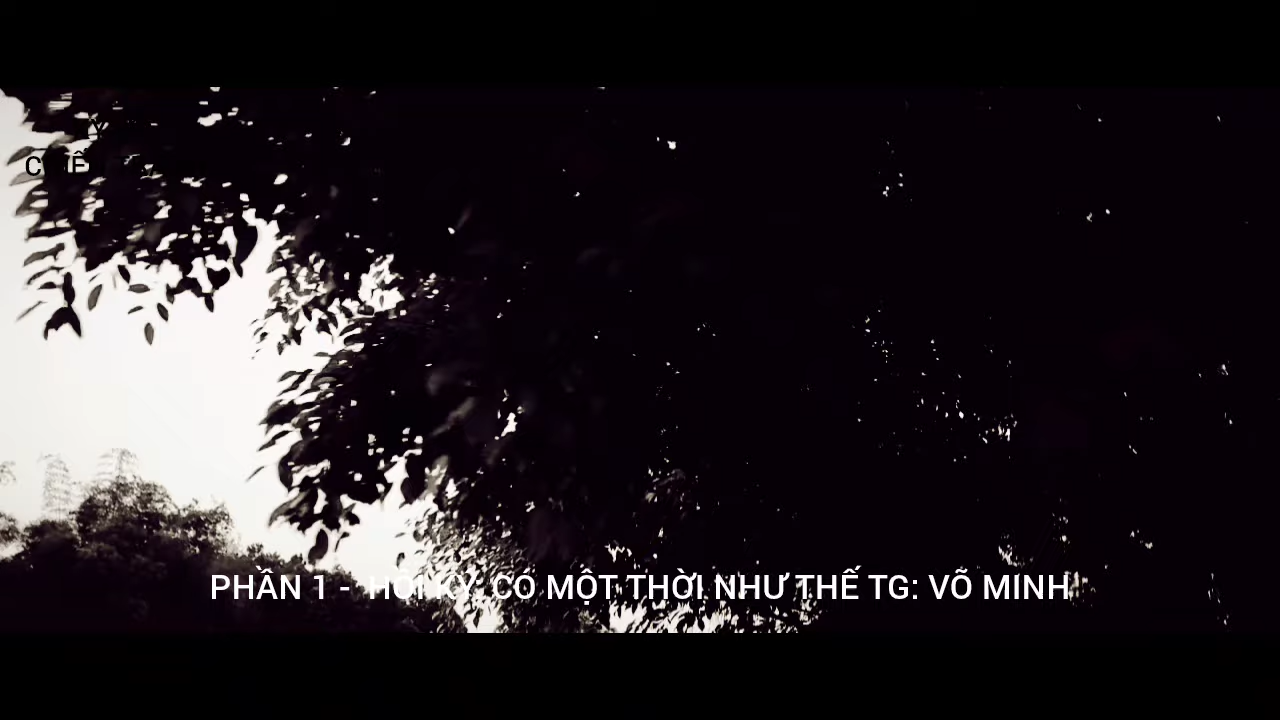 PHẦN 1 - HỒI KÝ: CÓ MỘT THỜI NHƯ THẾ TG: VÕ MINH